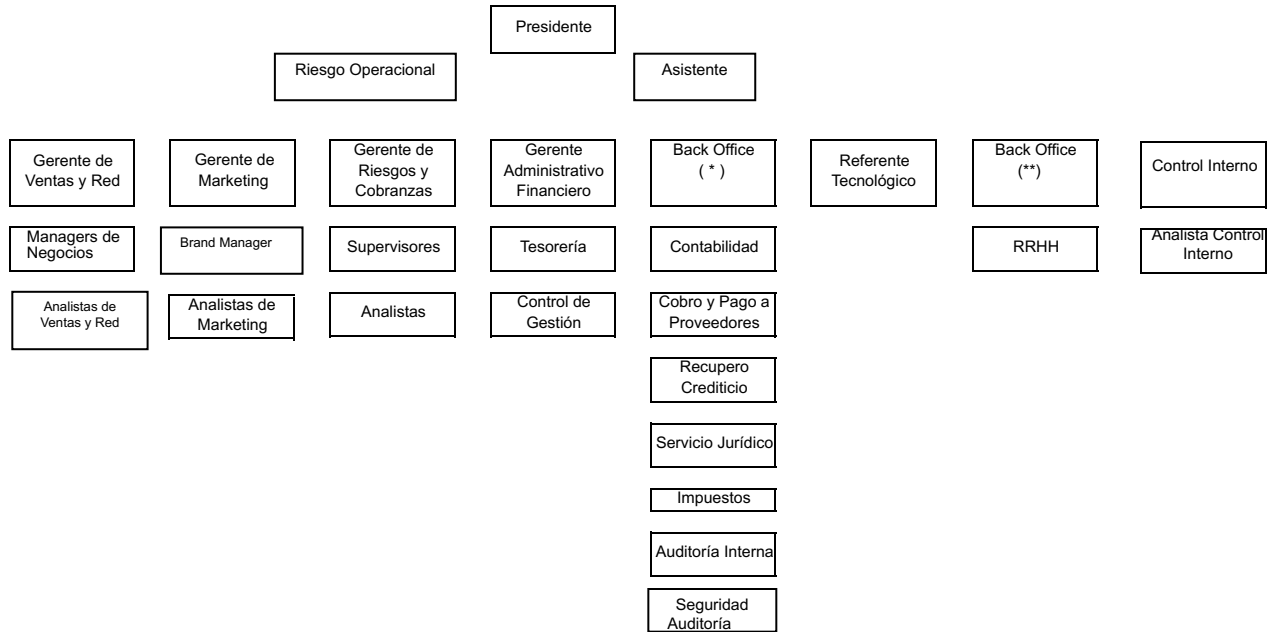 Presidente
Riesgo Operacional
Asistente
Gerente de
Ventas y Red
Gerente de
Marketing
Gerente de
Riesgos y
Cobranzas
Gerente
Administrativo
Financiero
Back Office
( * )
Referente
Tecnológico
Back Office
(**)
Control Interno
Managers de
Negocios
Brand Manager
Supervisores
Tesorería
Contabilidad
RRHH
Analista Control
Interno
Analistas de
Ventas y Red
Analistas de
Marketing
Analistas
Control de
Gestión
Cobro y Pago a
Proveedores
Recupero
Crediticio
Servicio Jurídico
Impuestos
Auditoría Interna
Seguridad
Auditoría